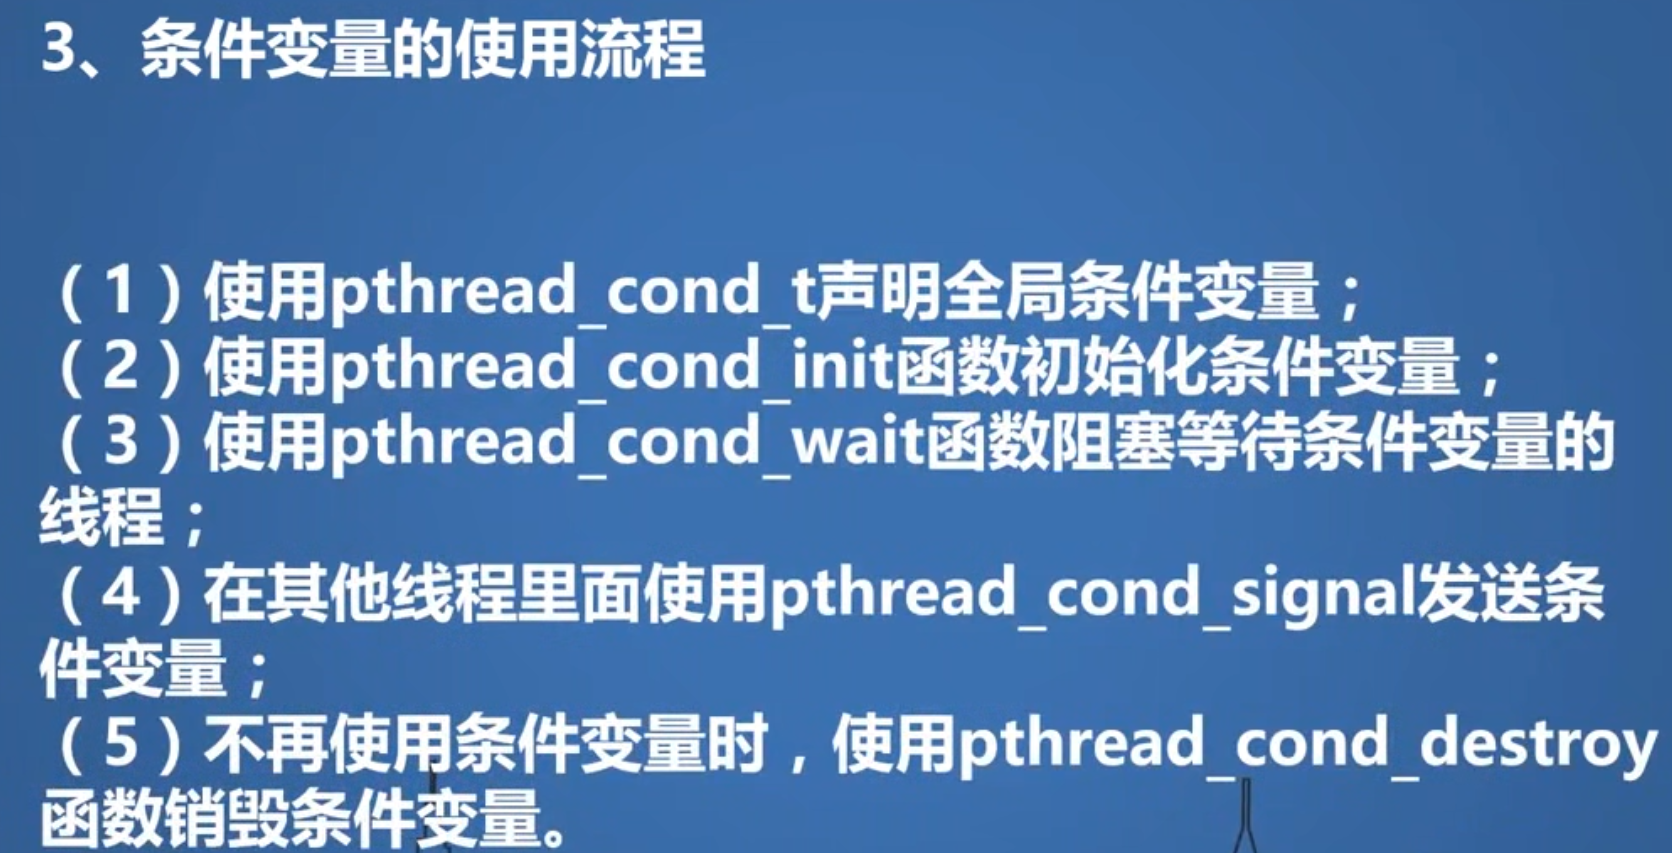 3、条件变量的使用流程
（1）使用pthread_cond_t声明全局条件变量；
（2）使用pthread_cond_init函数初始化条件变量；
（3）使用pthread_cond_wait函数阻塞等待条件变量的
线程；
（4）在其他线程里面使用pthread_cond_signal发送条
件变量；
（5）不再使用条件变量时，使用pthread_cond_destroy
函数销毁条件变量。